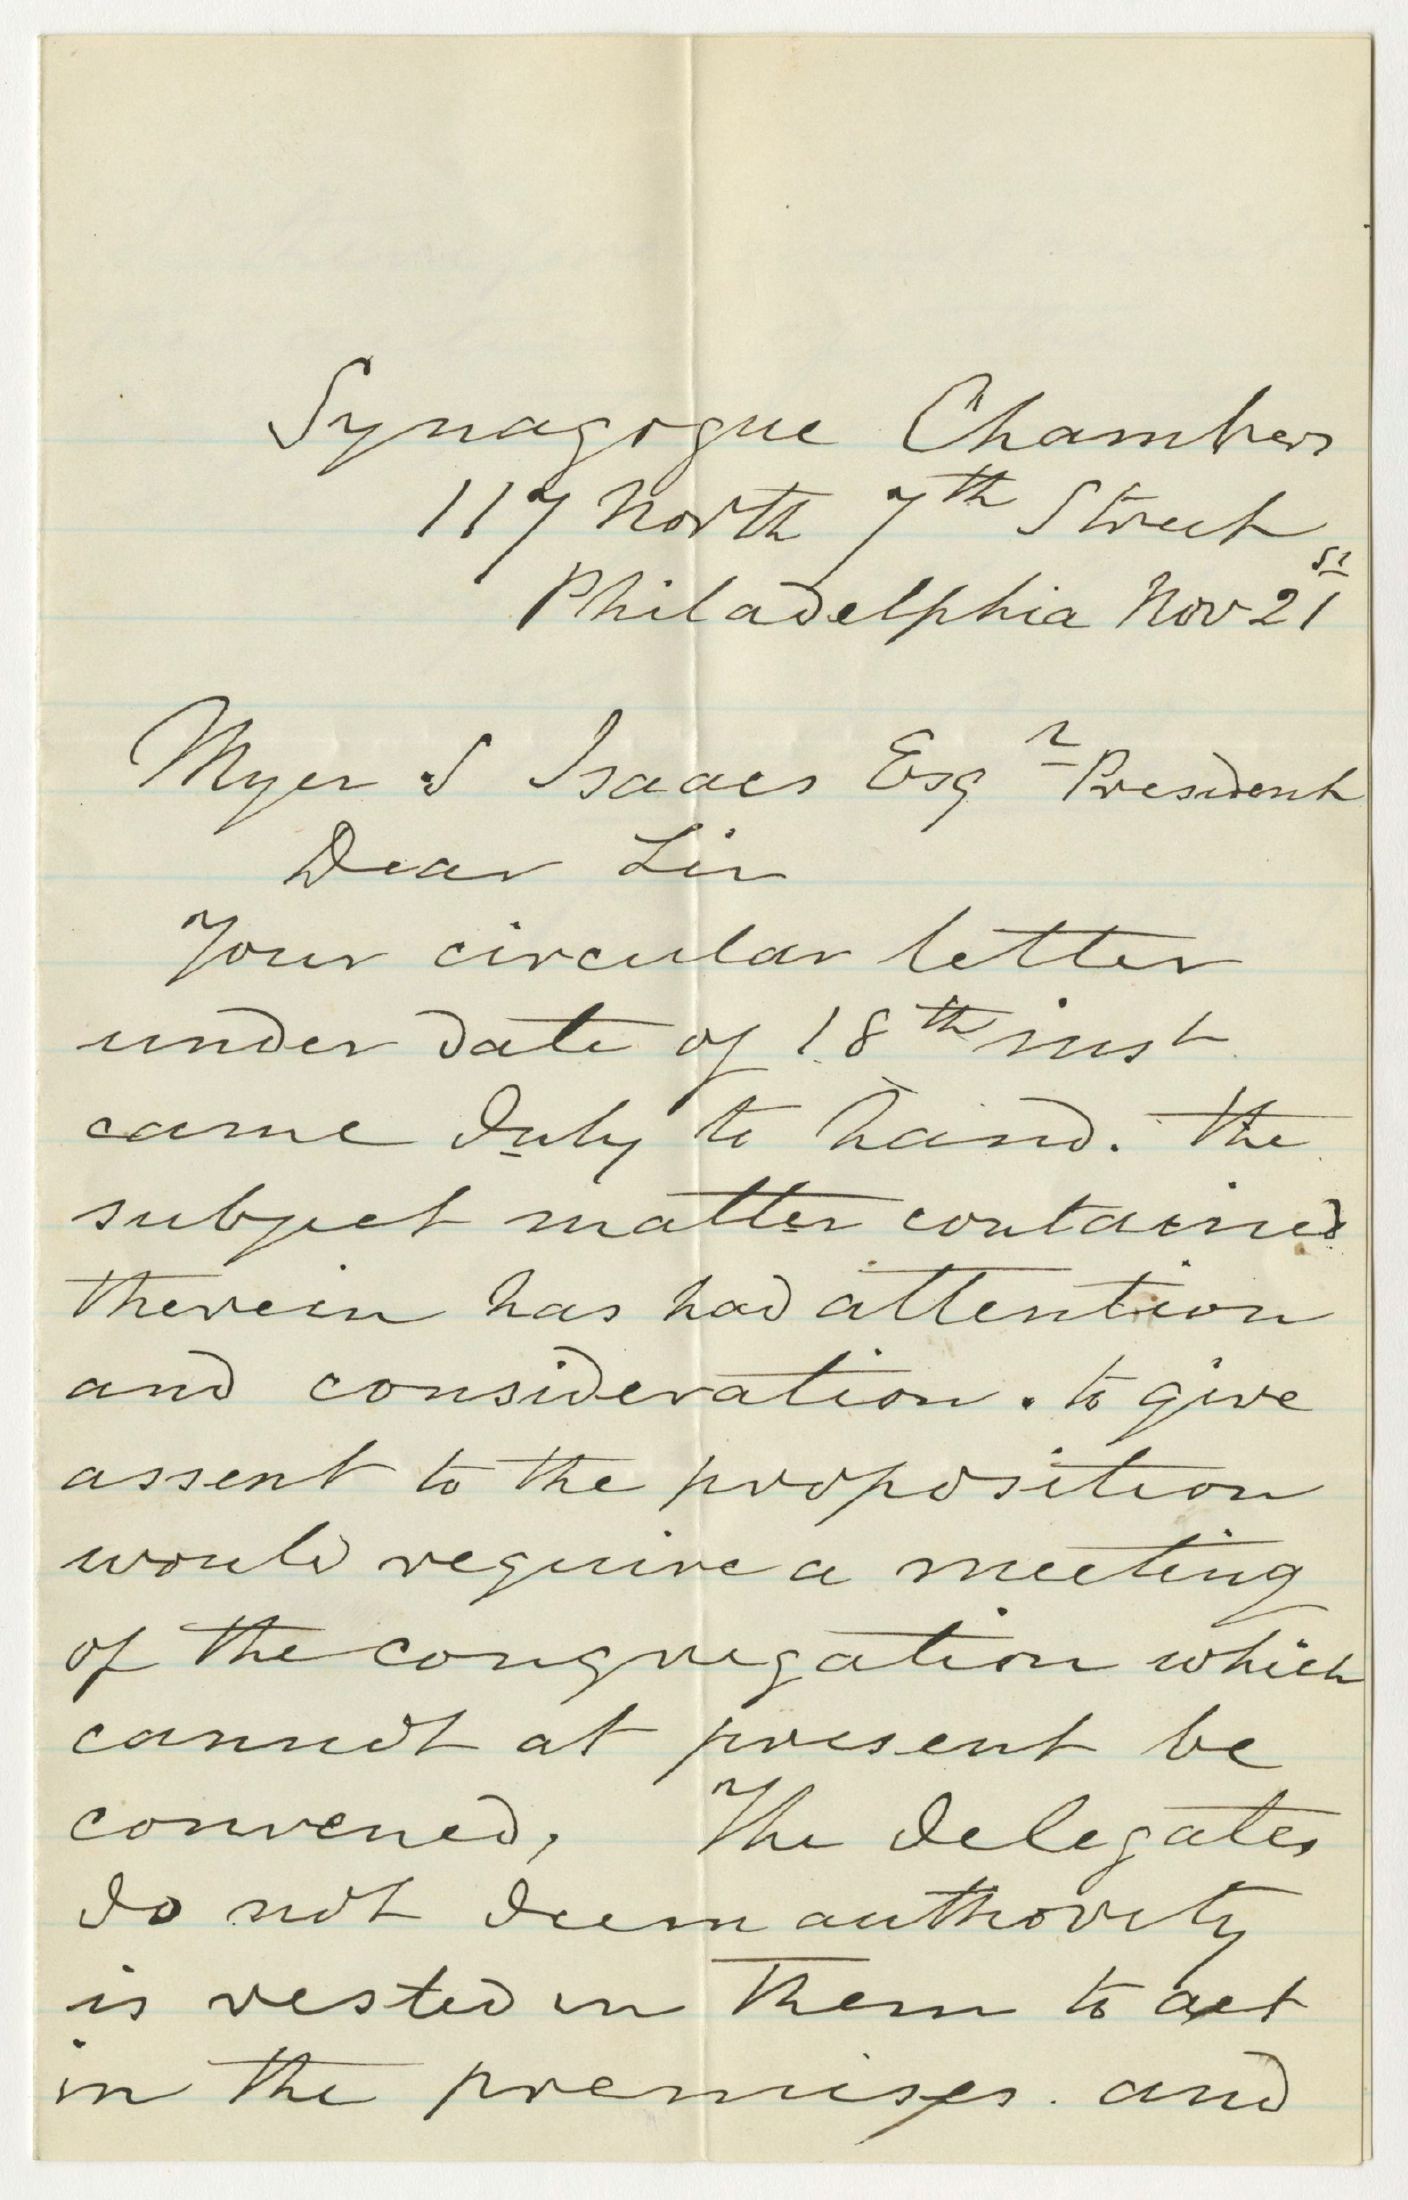 Synagogue Chambers
117 North 7th Street
Philadelphia Nov 21st
Myer S Isaacs Esqr President
Dear Sir
Your circular letter
under date of 18th inst
came duly to hand. the
subject matter contained
therein has had attention
and consideration. to give
assent to the proposition
would require a meeting
of the congregation which
cannot at present be
convened, The delegates
do not deem authority
is vested in them to act
in the premises. and